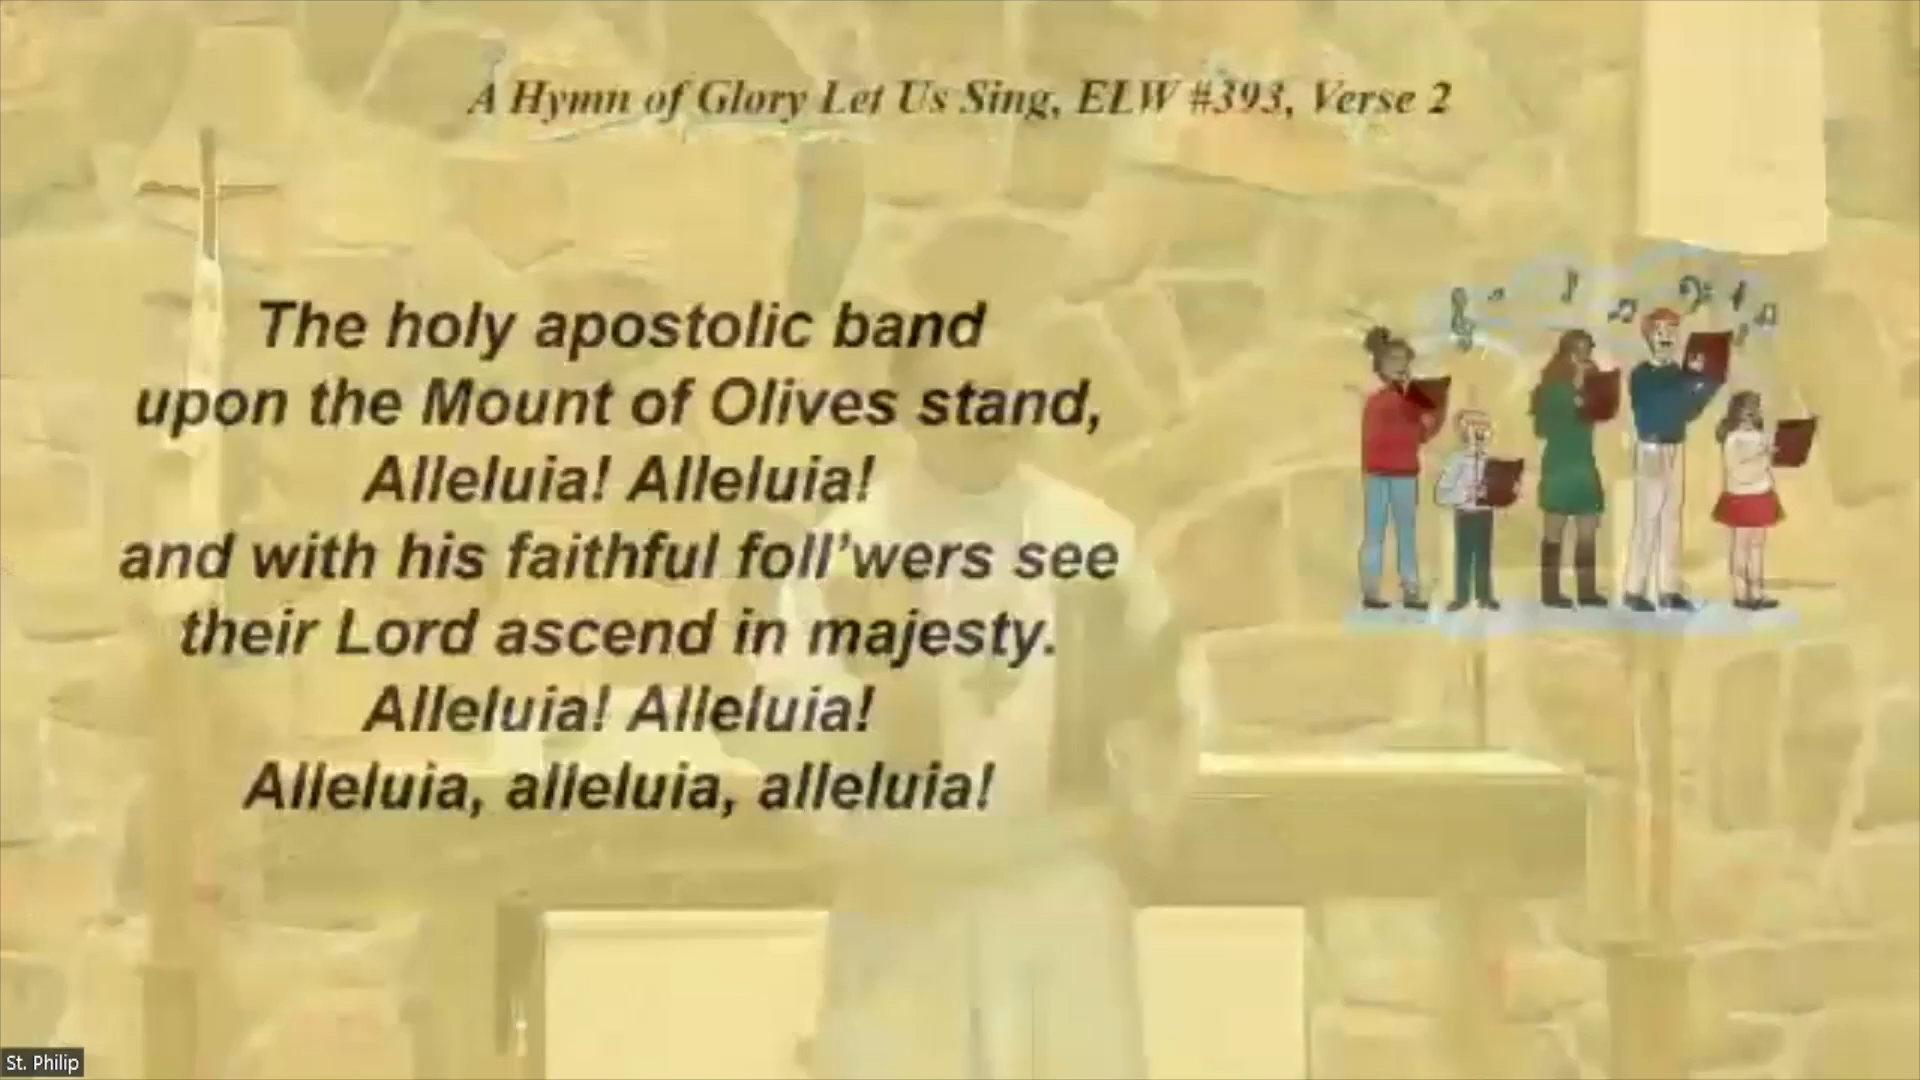 A Hymn of Glory Let Us Sing, ELW #393, Verse 2
The holy apostolic band
upon the Mount of Olives stand,
Alleluia! Alleluia!
and with his faithful foll’wers see
their Lord ascend in majesty.
Alleluia! Alleluia!
Alleluia, alleluia, alleluia!
St. Philip